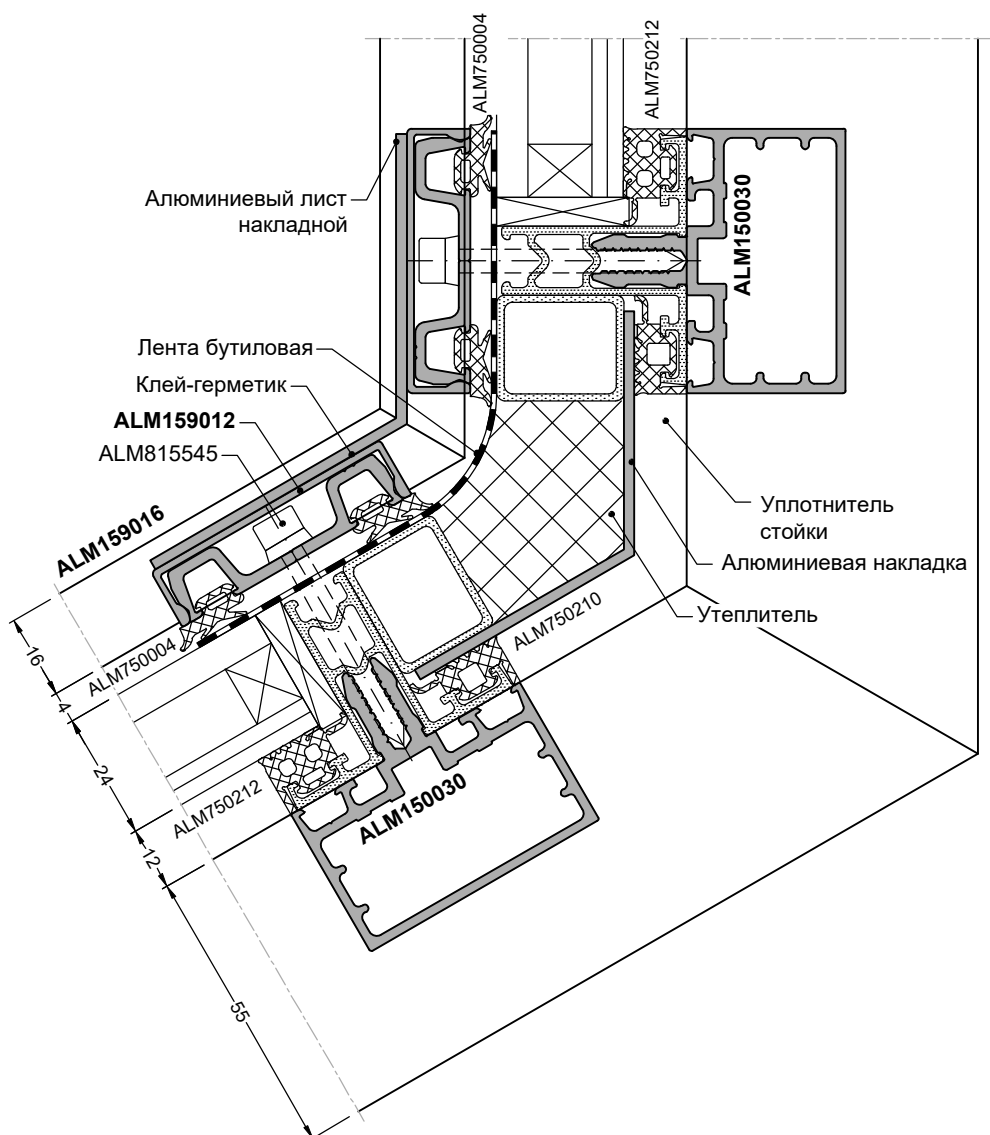 ALM750004
ALM750212
Алюминиевый лист
накладной
ALM150030
Лента бутиловая
Клей-герметик
ALM159012
ALM815545
ALM159016
Уплотнитель
стойки
Алюминиевая накладка
Утеплитель
ALM750210
ALM750004
ALM750212
ALM150030
16
4
24
12
55